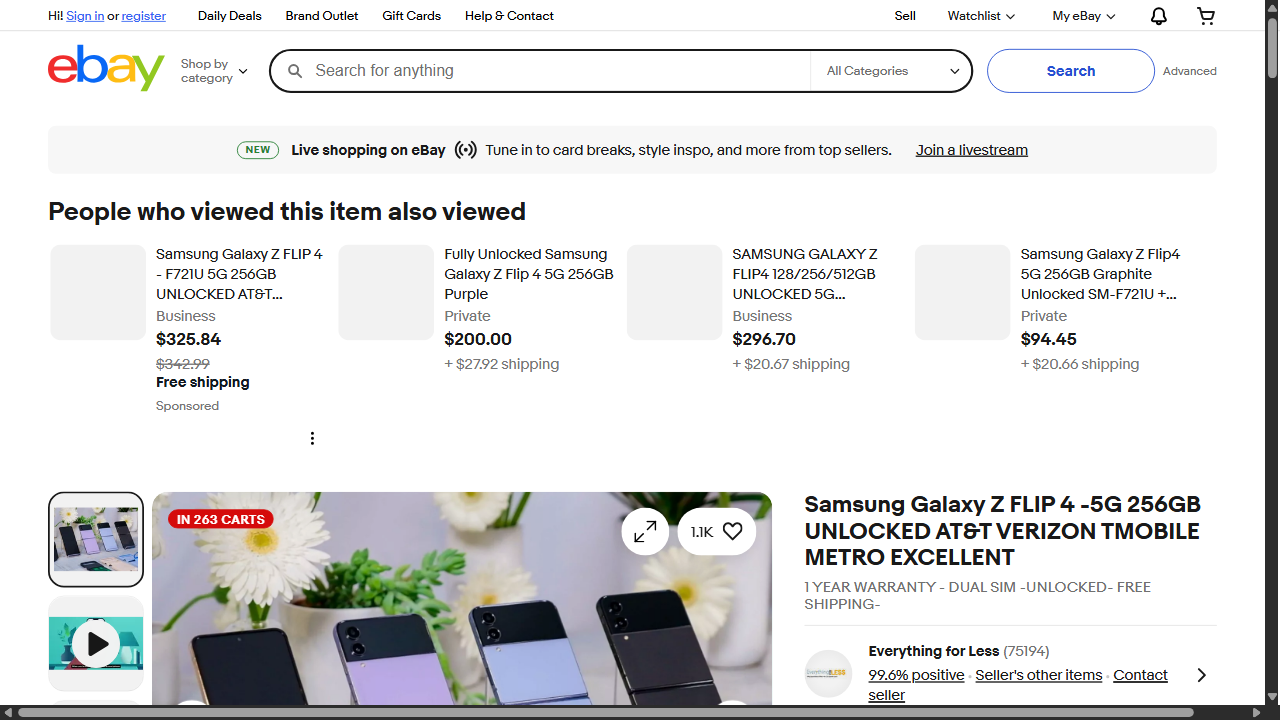 Hi! Sign in or register
Daily Deals
Brand Outlet
Gift Cards
Help & Contact
Sell
Watchlist
My eBay
ebay
Shop by
category
Search for anything
All Categories
Search
Advanced
NEW
Live shopping on eBay
Tune in to card breaks, style inspo, and more from top sellers.
Join a livestream
People who viewed this item also viewed
Samsung Galaxy Z FLIP 4
- F721U 5G 256GB
UNLOCKED AT&T...
Business
$325.84
$342.99
Free shipping
Sponsored
Fully Unlocked Samsung
Galaxy Z Flip 4 5G 256GB
Purple
Private
$200.00
+ $27.92 shipping
SAMSUNG GALAXY Z
FLIP4 128/256/512GB
UNLOCKED 5G...
Business
$296.70
+ $20.67 shipping
Samsung Galaxy Z Flip4
5G 256GB Graphite
Unlocked SM-F721U +...
Private
$94.45
+ $20.66 shipping
IN 263 CARTS
1.1K
Samsung Galaxy Z FLIP 4 -5G 256GB
UNLOCKED AT&T VERIZON TMOBILE
METRO EXCELLENT
1 YEAR WARRANTY - DUAL SIM -UNLOCKED- FREE
SHIPPING-
Everything for Less (75194)
99.6% positive · Seller's other items · Contact
seller